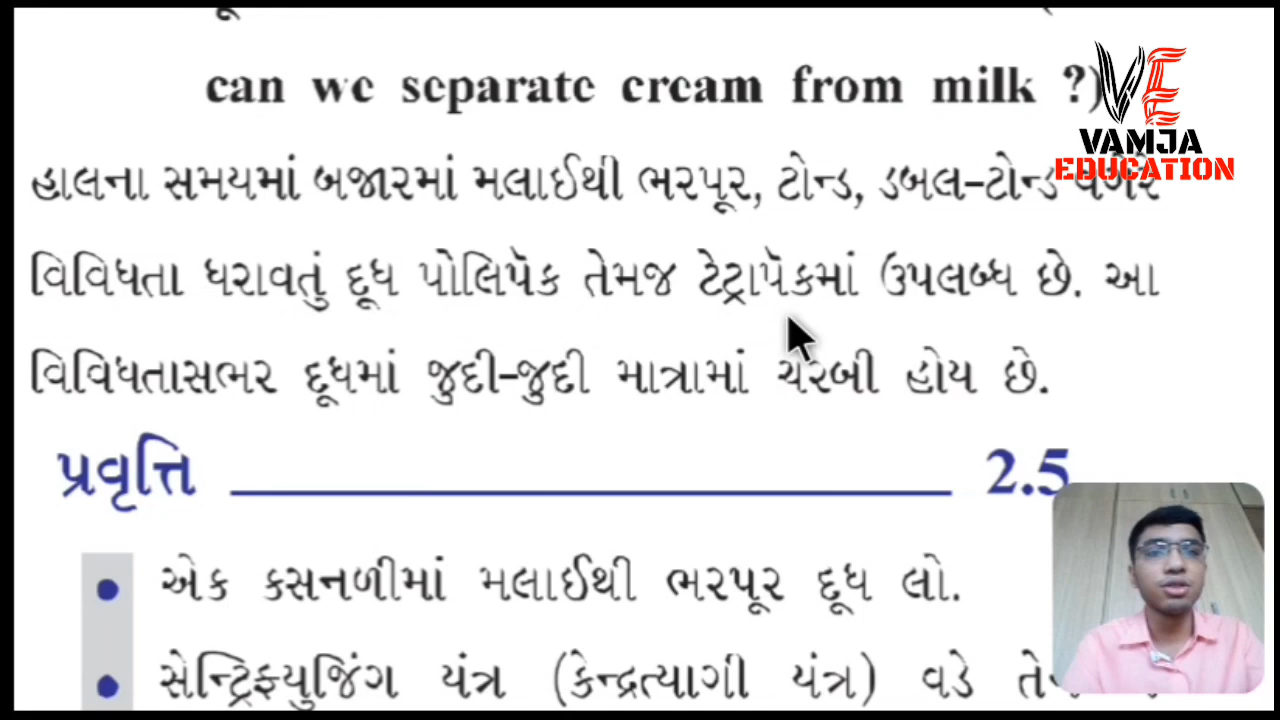 can we separate cream from milk ?)
VE
VAMJA
EDUCATION
હાલના સમયમાં બજારમાં મલાઈથી ભરપૂર, ટોન્ડ, ડબલ-ટોન્ડ
વિવિધતા ધરાવતું દૂધ પોલિપૅક તેમજ ટેટ્રાપૅકમાં ઉપલબ્ધ છે. આ
વિવિધતાસભર દૂધમાં જુદી-જુદી માત્રામાં ચરબી હોય છે.
પ્રવૃત્તિ 2.5
• એક કસનળીમાં મલાઈથી ભરપૂર દૂધ લો.
• સેન્ટ્રિફ્યુજિંગ યંત્ર (કેન્દ્રત્યાગી યંત્ર) વડે